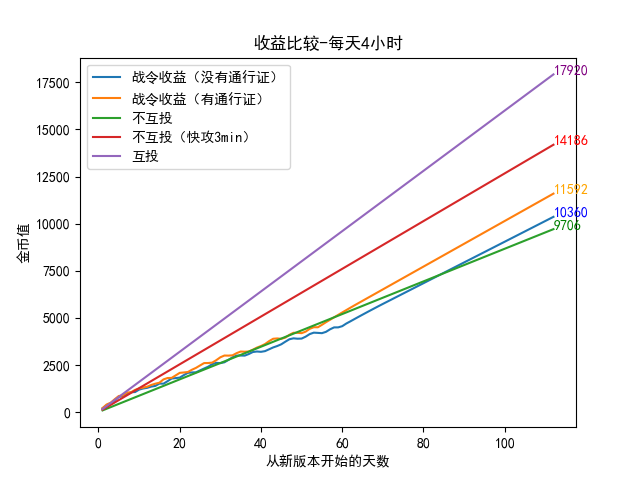 收益比较-每天4小时
战令收益（没有通行证）
战令收益（有通行证）
不互投
不互投（快攻3min）
互投
17920
14186
11592
10360
9706
17500
15000
12500
10000
7500
5000
2500
0
金币值
0 20 40 60 80 100
从新版本开始的天数